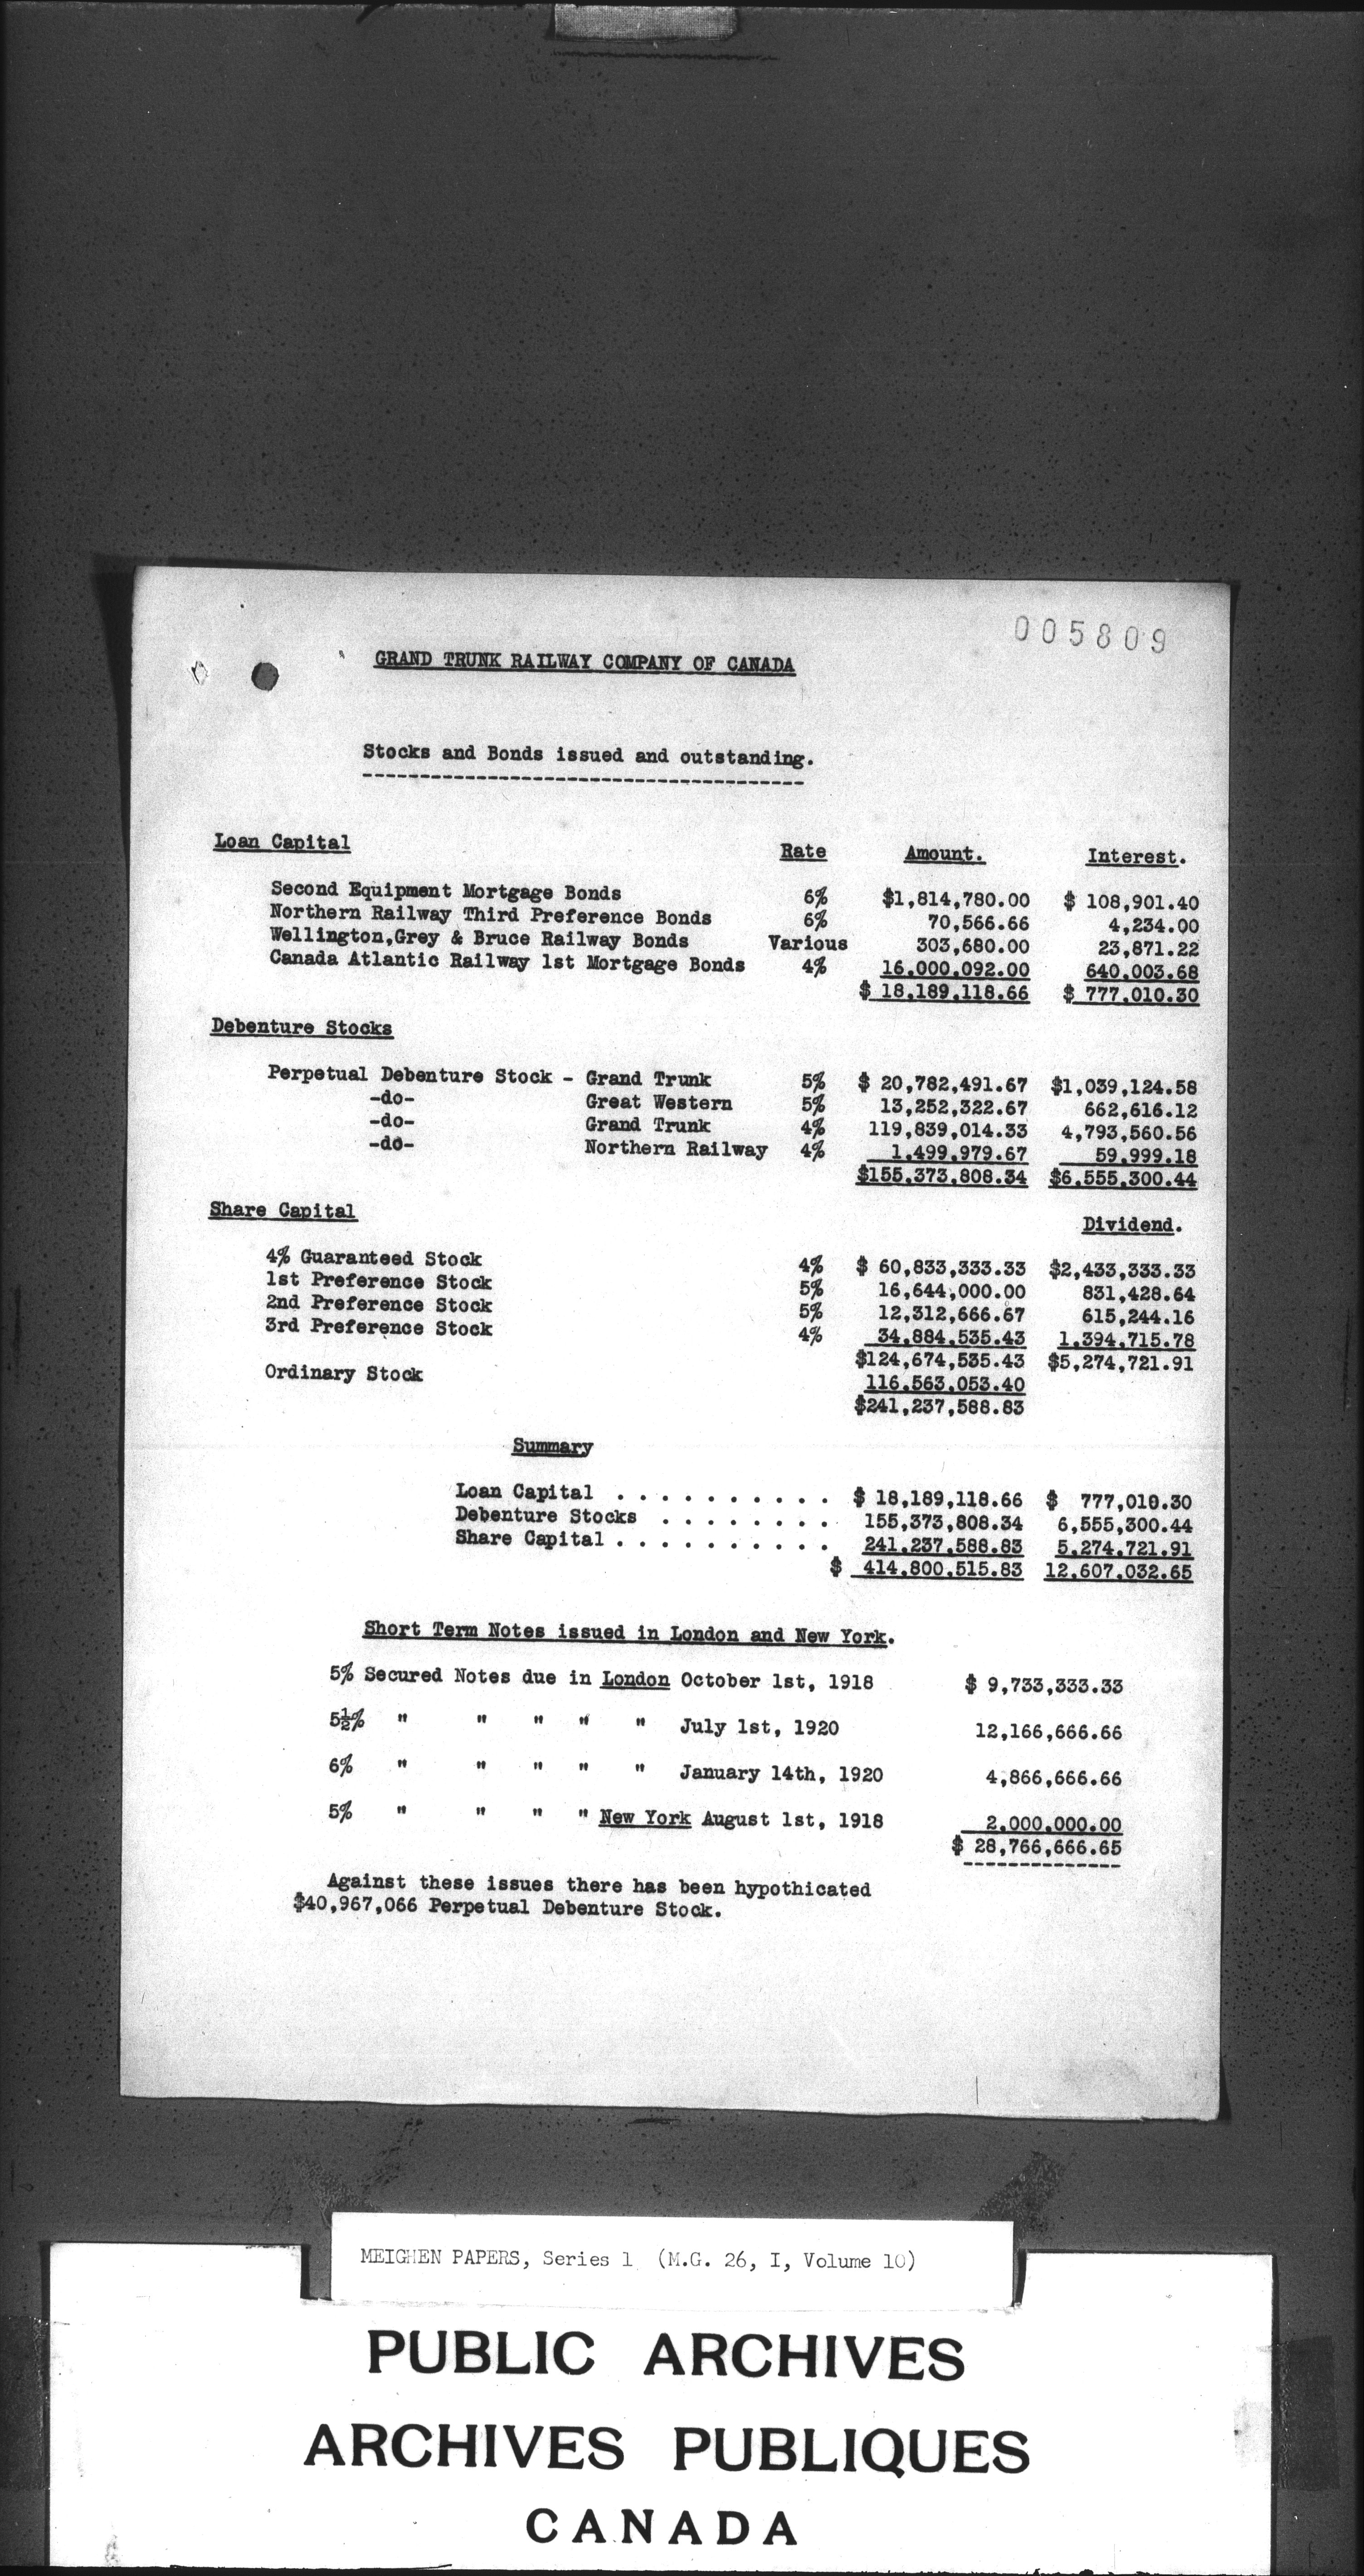 005809
GRAND TRUNK RAILWAY COMPANY OF CANADA
Stocks and Bonds issued and outstanding.
Loan Capital Rate Amount. Interest.
Second Equipment Mortgage Bonds 6% $1,814,780.00 $ 108,901.40
Northern Railway Third Preference Bonds 6% 70,566.66 4,234.00
Wellington,Grey & Bruce Railway Bonds Various 303,680.00 23,871.22
Canada Atlantic Railway 1st Mortgage Bonds 4% 16,000,092.00 640,003.68
$ 18,189,118.66 $ 777,010.30
Debenture Stocks
Perpetual Debenture Stock - Grand Trunk 5% $ 20,782,491.67 $1,039,124.58
-do- Great Western 5% 13,252,322.67 662,616.12
-do- Grand Trunk 4% 119,839,014.33 4,793,560.56
-do- Northern Railway 4% 1,499,979.67 59,999.18
$155,373,808.34 $6,555,300.44
Share Capital Dividend.
4% Guaranteed Stock 4% $ 60,833,333.33 $2,433,333.33
1st Preference Stock 5% 16,644,000.00 831,428.64
2nd Preference Stock 5% 12,312,666.67 615,244.16
3rd Preference Stock 4% 34,884,535.43 1,394,715.78
$124,674,535.43 $5,274,721.91
Ordinary Stock 116,563,053.40
$241,237,588.83
Summary
Loan Capital . . . . . . . . . . $ 18,189,118.66 $ 777,010.30
Debenture Stocks . . . . . . . . 155,373,808.34 6,555,300.44
Share Capital . . . . . . . . . . 241,237,588.83 5,274,721.91
$ 414,800,515.83 12,607,032.65
Short Term Notes issued in London and New York.
5% Secured Notes due in London October 1st, 1918 $ 9,733,333.33
5½% " " " " " July 1st, 1920 12,166,666.66
6% " " " " " January 14th, 1920 4,866,666.66
5% " " " " New York August 1st, 1918 2,000,000.00
$ 28,766,666.65
Against these issues there has been hypothicated
$40,967,066 Perpetual Debenture Stock.
MEIGHEN PAPERS, Series 1 (M.G. 26, I, Volume 10)
PUBLIC ARCHIVES
ARCHIVES PUBLIQUES
CANADA